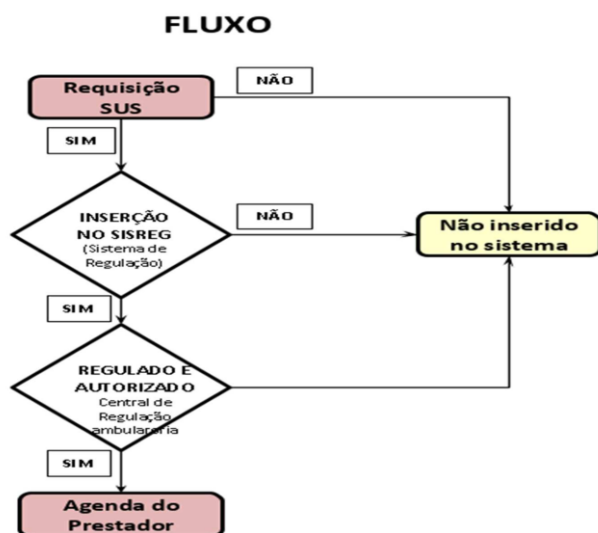 FLUXO
Requisição
SUS
NÃO
SIM
INSERÇÃO
NO SISREG
(Sistema de
Regulação)
NÃO
Não inserido
no sistema
SIM
REGULADO E
AUTORIZADO
Central de
Regulação
ambulatoria
SIM
Agenda do
Prestador